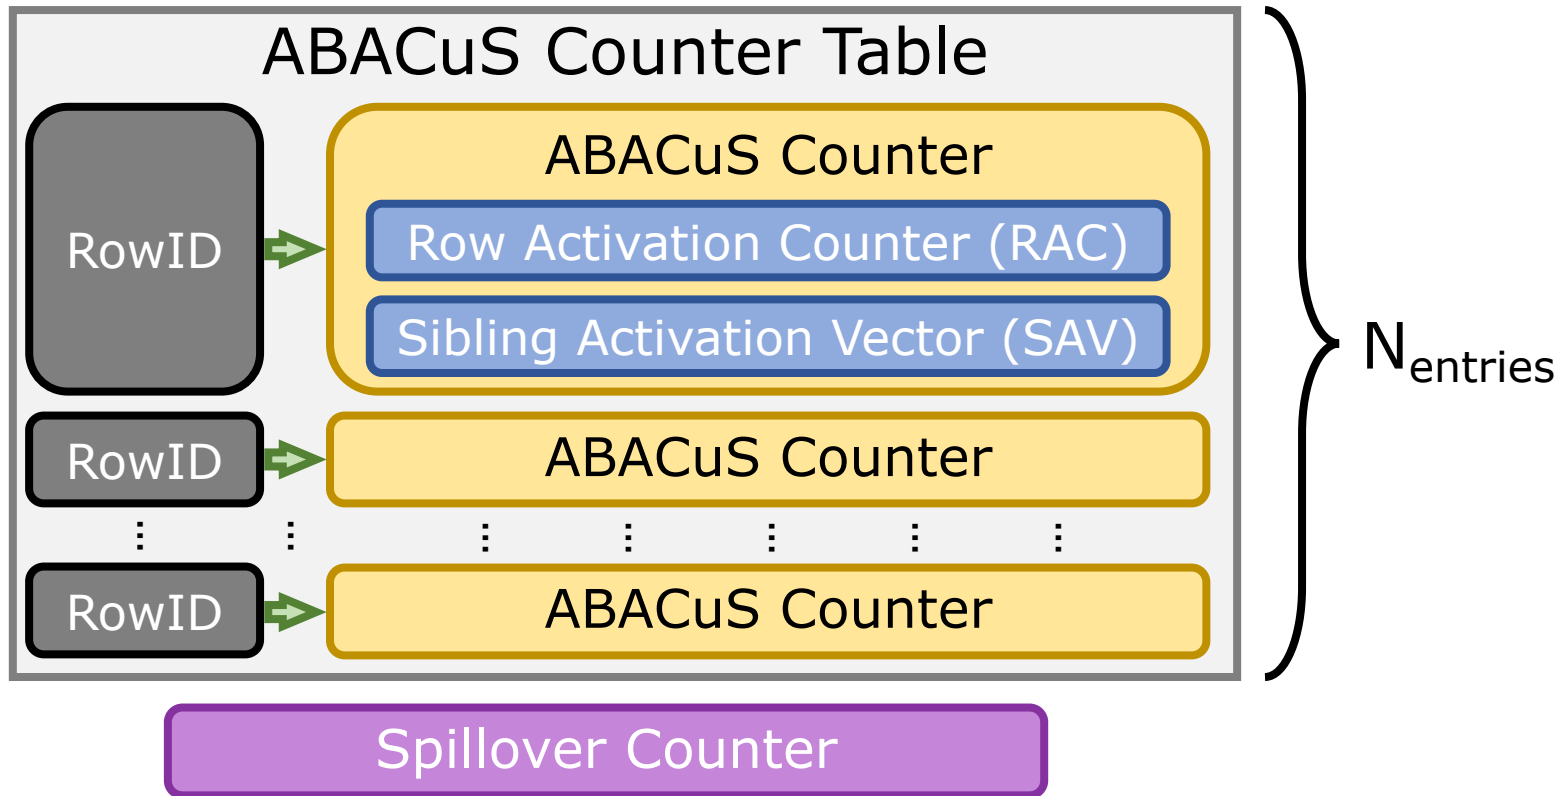 ABACuS Counter Table
RowID
ABACuS Counter
Row Activation Counter (RAC)
Sibling Activation Vector (SAV)
RowID
ABACuS Counter
... ... ... ... ... ... ...
RowID
ABACuS Counter
N entries
Spillover Counter